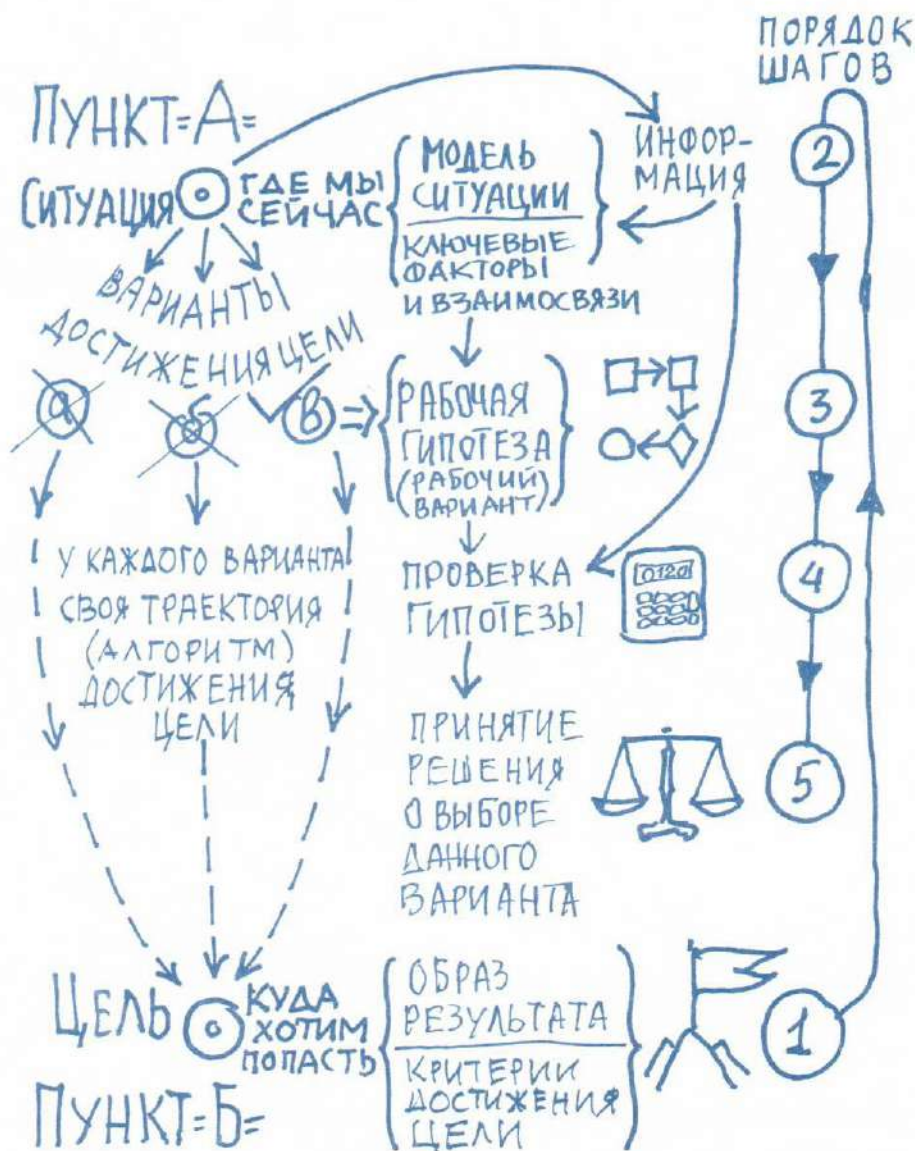 ПОРЯДОК
ШАГОВ
ПУНКТ=А=
СИТУАЦИЯ
ГДЕ МЫ
СЕЙЧАС
МОДЕЛЬ
СИТУАЦИИ
КЛЮЧЕВЫЕ
ФАКТОРЫ
И ВЗАИМОСВЯЗИ
ИНФОР-
МАЦИЯ
2
ВАРИАНТЫ
ДОСТИЖЕНИЯ ЦЕЛИ
а
б
В
РАБОЧАЯ
ГИПОТЕЗА
(РАБОЧИЙ)
(ВАРИАНТ)
3
У КАЖДОГО ВАРИАНТА
СВОЯ ТРАЕКТОРИЯ
(АЛГОРИТМ)
ДОСТИЖЕНИЯ
ЦЕЛИ
ПРОВЕРКА
ГИПОТЕЗЫ
0120
4
ПРИНЯТИЕ
РЕШЕНИЯ
О ВЫБОРЕ
ДАННОГО
ВАРИАНТА
5
ЦЕЛЬ
КУДА
ХОТИМ
ПОПАСТЬ
ОБРАЗ
РЕЗУЛЬТАТА
КРИТЕРИИ
ДОСТИЖЕНИЯ
ЦЕЛИ
1
ПУНКТ=Б=